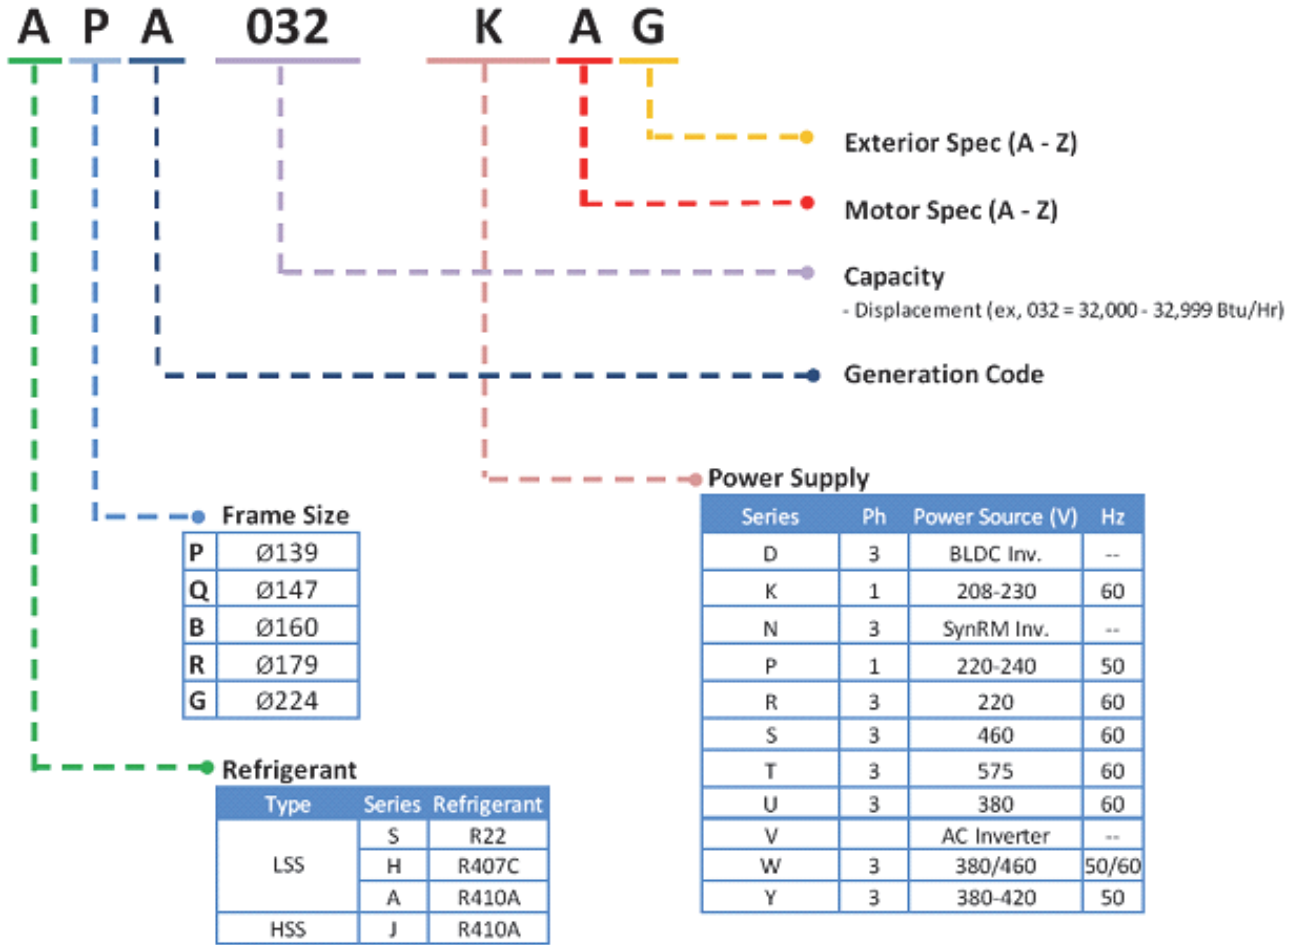 A P A 032 K A G
Exterior Spec (A - Z)
Motor Spec (A - Z)
Capacity
- Displacement (ex, 032 = 32,000 - 32,999 Btu/Hr)
Generation Code
Power Supply
Series Ph Power Source (V) Hz
D 3 BLDC Inv. --
K 1 208-230 60
N 3 SynRM Inv. --
P 1 220-240 50
R 3 220 60
S 3 460 60
T 3 575 60
U 3 380 60
V AC Inverter --
W 3 380/460 50/60
Y 3 380-420 50
Frame Size
P Ø139
Q Ø147
B Ø160
R Ø179
G Ø224
Refrigerant
Type Series Refrigerant
LSS
S R22
H R407C
A R410A
HSS J R410A